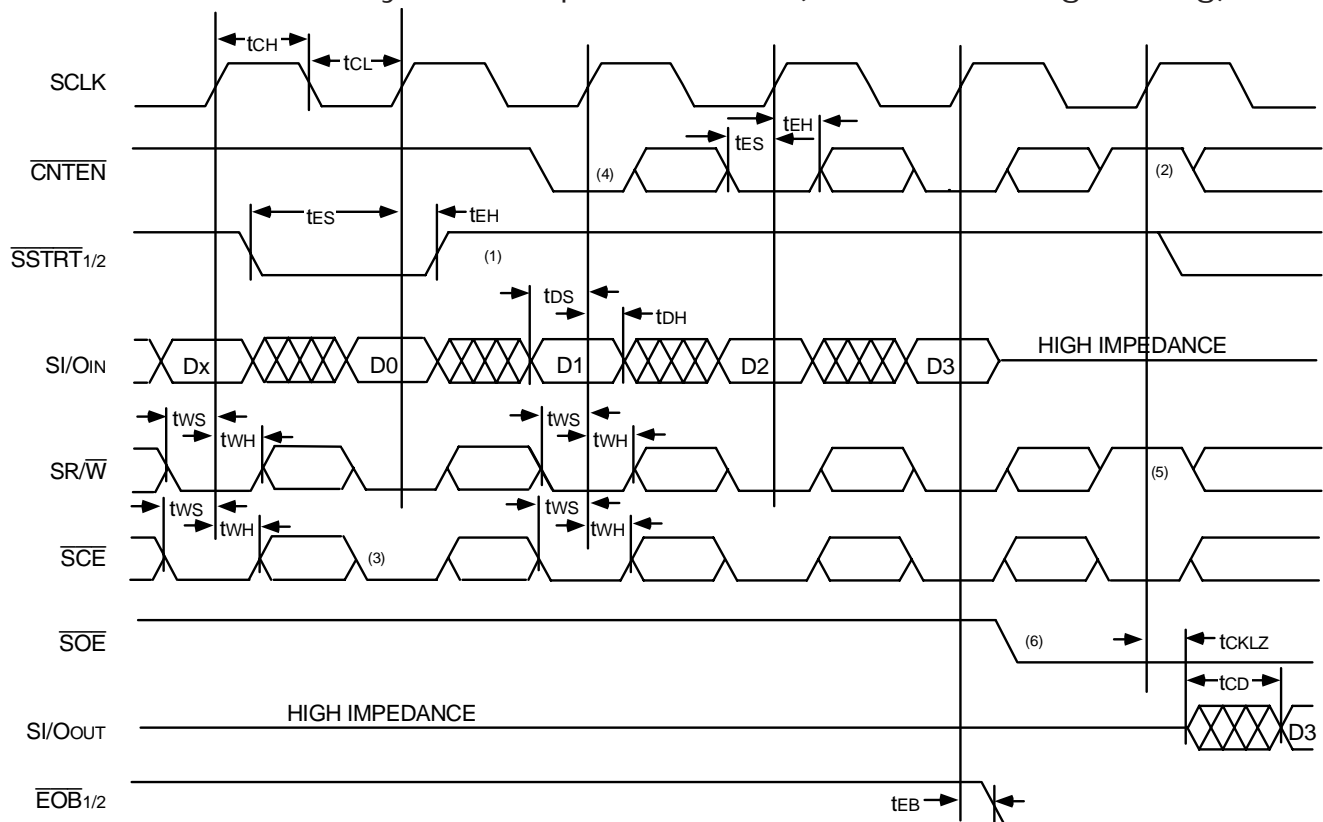 tCH
tCL
SCLK
tEH
tES
CNTEN
(4)
(2)
tES
tEH
SSTRT1/2
(1)
tDS
tDH
HIGH IMPEDANCE
SI/OIN
Dx
D0
D1
D2
D3
tWS
tWS
tWH
tWH
SR/W
(5)
tWS
tWS
tWH
tWH
SCE
(3)
SOE
(6)
tCKLZ
tCD
HIGH IMPEDANCE
SI/OOUT
D3
EOB1/2
tEB